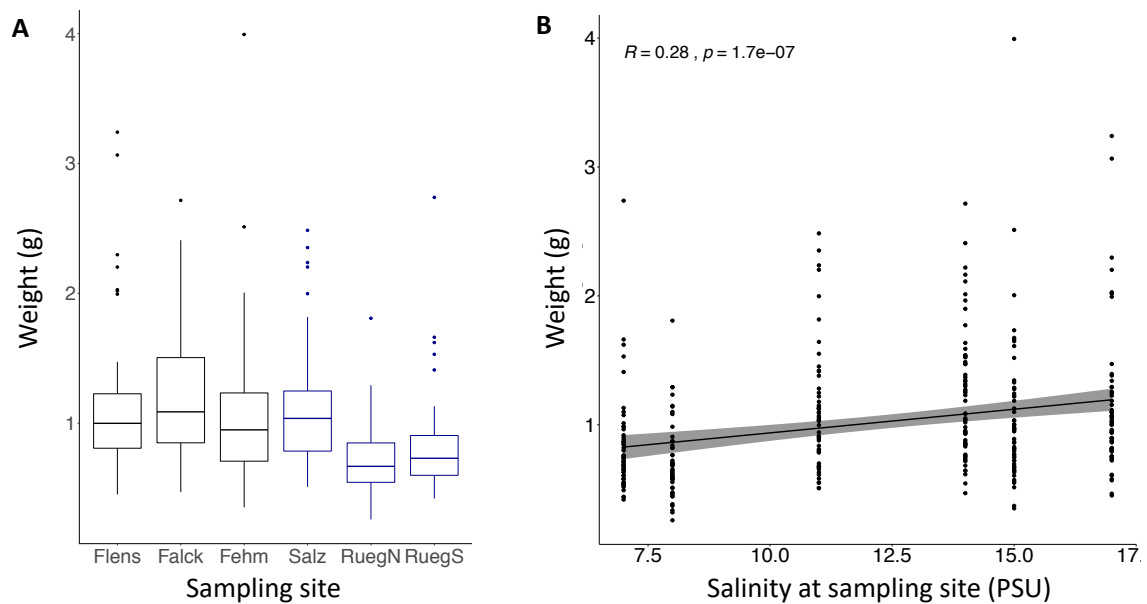 A
4
3
2
1
Weight (g)
Flens Falck Fehm Salz RuegN RuegS
Sampling site
B
R = 0.28 , p = 1.7e−07
4
3
2
1
Weight (g)
7.5 10.0 12.5 15.0 17.
Salinity at sampling site (PSU)